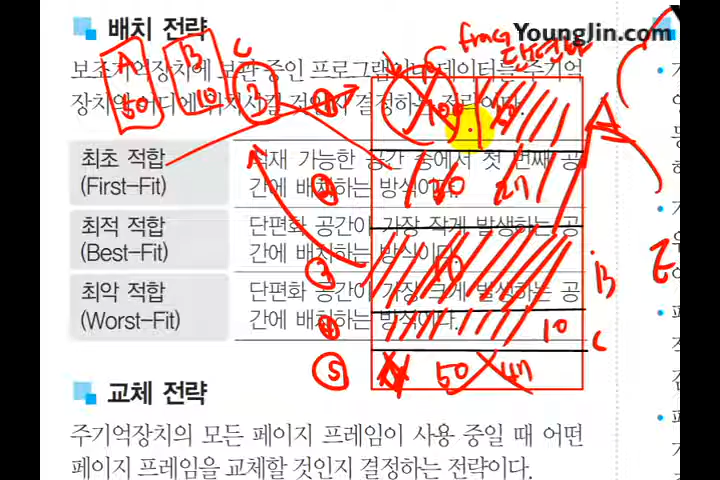 배치 전략
YoungJin.com
보조기억장치에 보관 중인 프로그램이나 데이터를 주기억
장치의 어디에 위치시킬 것인지 결정하는 전략이다.
최초 적합
(First-Fit)
적재 가능한 공간 중에서 첫 번째 공
간에 배치하는 방식이다.
최적 적합
(Best-Fit)
단편화 공간이 가장 작게 발생하는 공
간에 배치하는 방식이다.
최악 적합
(Worst-Fit)
단편화 공간이 가장 크게 발생하는 공
간에 배치하는 방식이다.
A
50
B
10
C
3
frag
①
②
③
④
⑤
A
B
C
10
50
47
교체 전략
주기억장치의 모든 페이지 프레임이 사용 중일 때 어떤
페이지 프레임을 교체할 것인지 결정하는 전략이다.